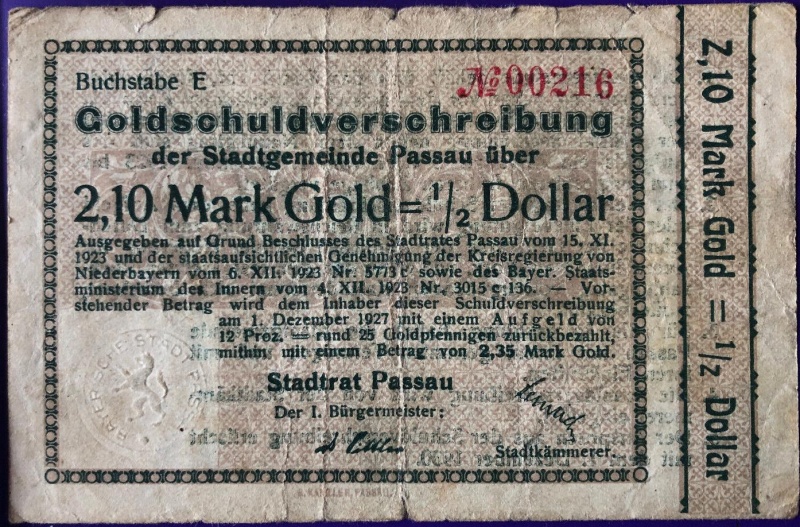 Buchstabe E
№ 00216
Goldschuldverschreibung
der Stadtgemeinde Passau über
2,10 Mark Gold = 1/2 Dollar
Ausgegeben auf Grund Beschlusses des Stadtrates Passau vom 15. XI.
1923 und der staatsaufsichtlichen Genehmigung der Kreisregierung von
Niederbayern vom 6. XII. 1923 Nr. 5773 c sowie des Bayer. Staats-
ministerium des Innern vom 4. XII. 1923 Nr. 3015 c 136. — Vor-
stehender Betrag wird dem Inhaber dieser Schuldverschreibung
am 1. Dezember 1927 mit einem Aufgeld von
12 Proz. — rund 25 Goldpfennigen zurückbezahlt,
somithin mit einem Betrag von 2,35 Mark Gold.
Stadtrat Passau
Der I. Bürgermeister:
Stadtkämmerer.
2,10 Mark Gold = 1/2 Dollar